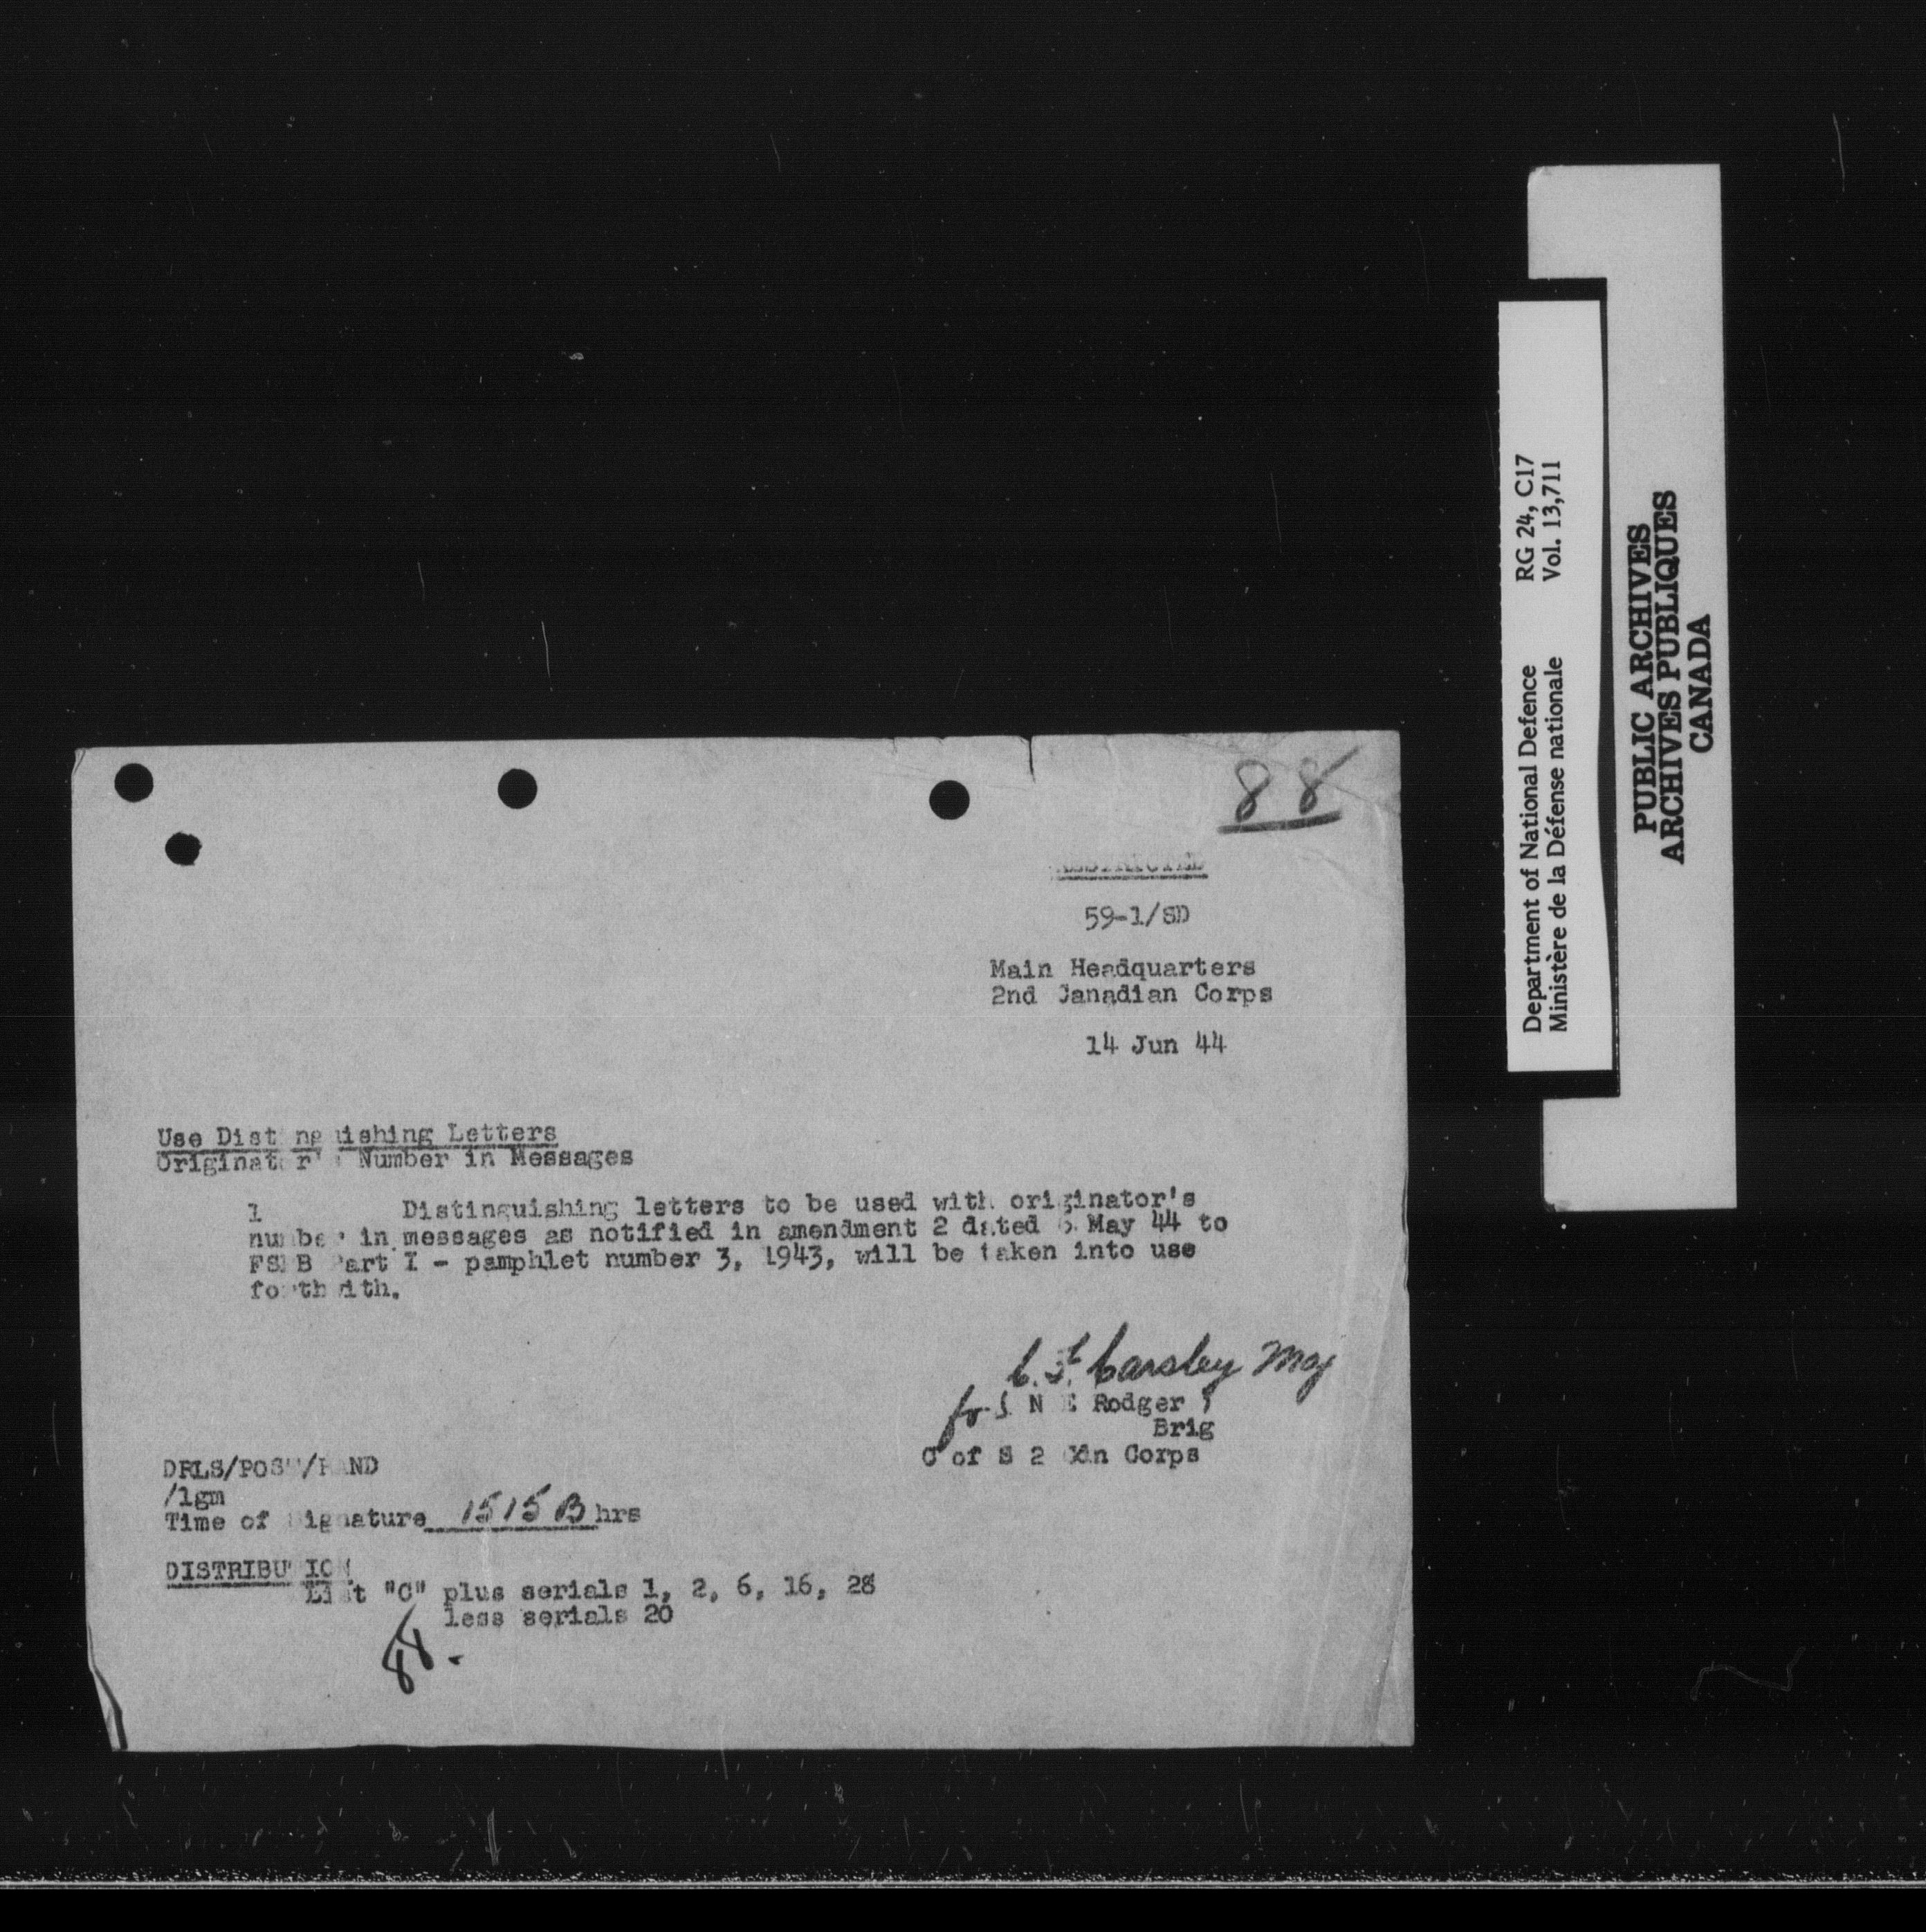 88
59-1/SD
Main Headquarters
2nd Canadian Corps
14 Jun 44
Use Distinguishing Letters
Originator's Number in Messages
1 Distinguishing letters to be used with originator's
number in messages as notified in amendment 2 dated 6 May 44 to
Part I - pamphlet number 3, 1943, will be taken into use
forthwith.
Carsley Maj
for N E Rodger
Brig
C of S 2 Cdn Corps
DRLS/POST/HAND
/lgm
Time of Signature 1515 B hrs
DISTRIBUTION
List "C" plus serials 1, 2, 6, 16, 28
less serials 20
88.
Department of National Defence RG 24, C17
Ministère de la Défense nationale Vol. 13,711
PUBLIC ARCHIVES
ARCHIVES PUBLIQUES
CANADA